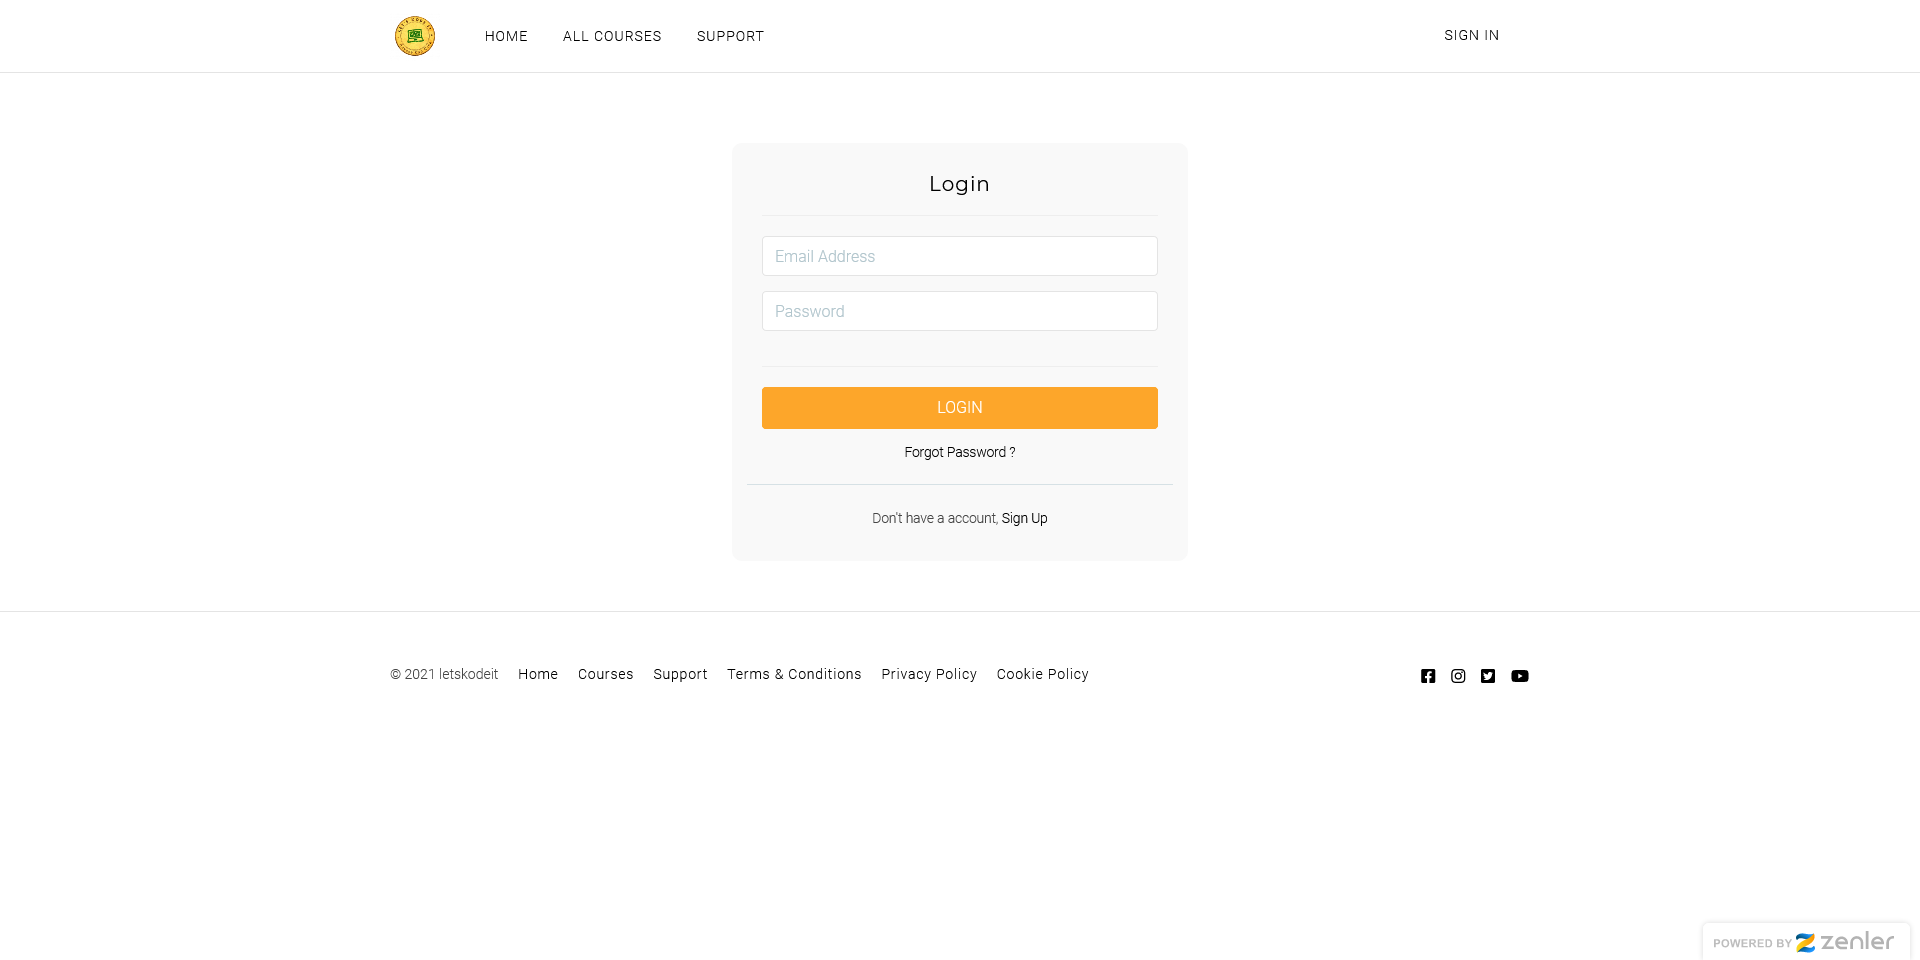 HOME ALL COURSES SUPPORT SIGN IN
Login
Email Address
Password
LOGIN
Forgot Password ?
Don't have a account, Sign Up
© 2021 letskodeit Home Courses Support Terms & Conditions Privacy Policy Cookie Policy
POWERED BY zenler